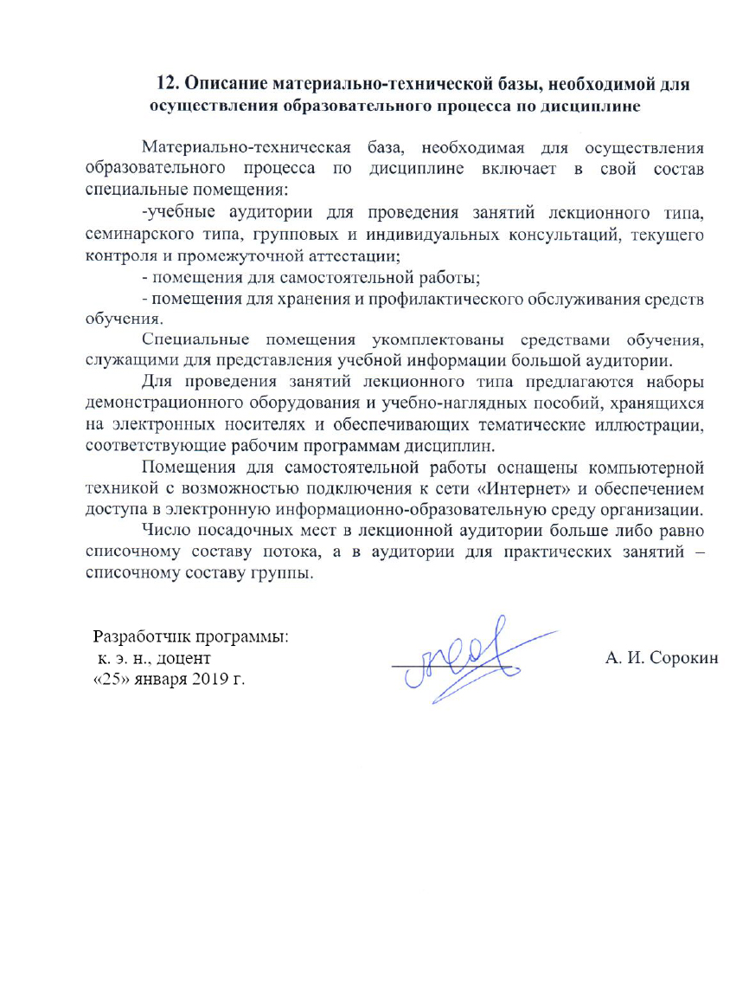 12. Описание материально-технической базы, необходимой для
осуществления образовательного процесса по дисциплине
Материально-техническая база, необходимая для осуществления
образовательного процесса по дисциплине включает в свой состав
специальные помещения:
-учебные аудитории для проведения занятий лекционного типа,
семинарского типа, групповых и индивидуальных консультаций, текущего
контроля и промежуточной аттестации;
- помещения для самостоятельной работы;
- помещения для хранения и профилактического обслуживания средств
обучения.
Специальные помещения укомплектованы средствами обучения,
служащими для представления учебной информации большой аудитории.
Для проведения занятий лекционного типа предлагаются наборы
демонстрационного оборудования и учебно-наглядных пособий, хранящихся
на электронных носителях и обеспечивающих тематические иллюстрации,
соответствующие рабочим программам дисциплин.
Помещения для самостоятельной работы оснащены компьютерной
техникой с возможностью подключения к сети «Интернет» и обеспечением
доступа в электронную информационно-образовательную среду организации.
Число посадочных мест в лекционной аудитории больше либо равно
списочному составу потока, а в аудитории для практических занятий –
списочному составу группы.
Разработчик программы:
к. э. н., доцент А. И. Сорокин
«25» января 2019 г.